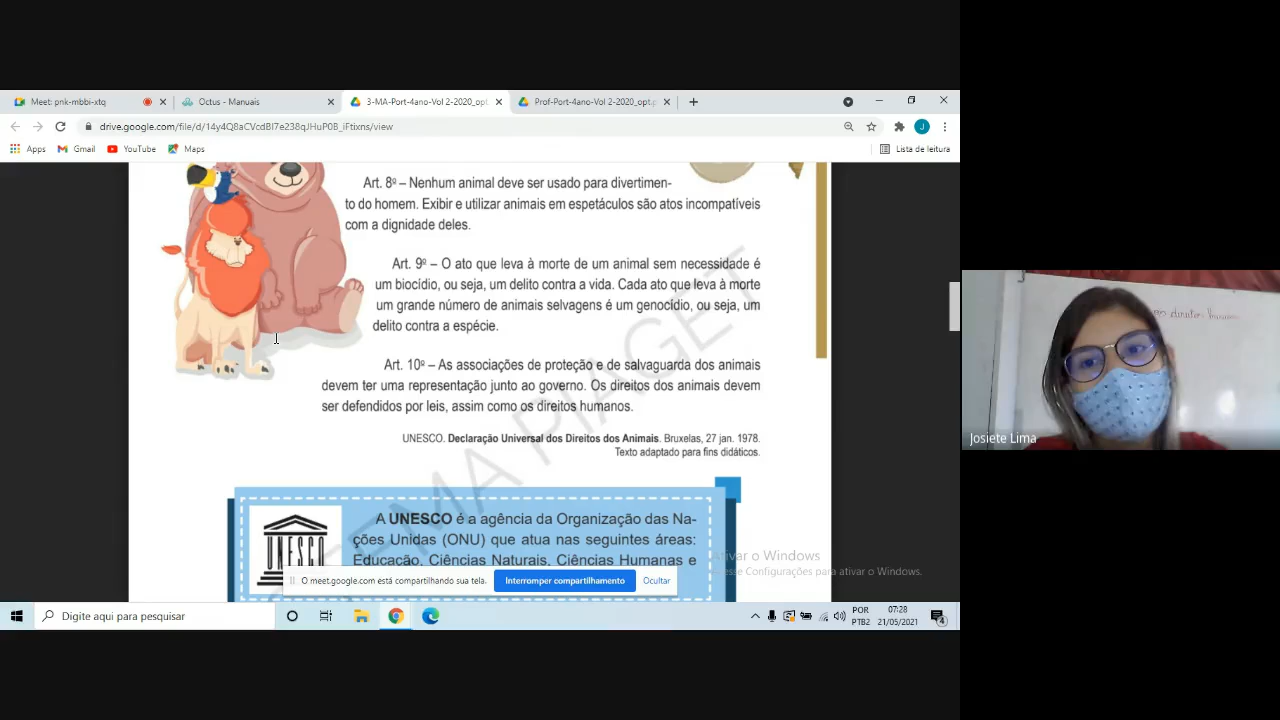 Meet: pnk-mbbi-xtq
Octus - Manuais
3-MA-Port-4ano-Vol 2-2020_opt.
Prof-Port-4ano-Vol 2-2020_opt.p
Apps
Gmail
YouTube
Maps
Lista de leitura
J
Art. 8º – Nenhum animal deve ser usado para divertimen-
to do homem. Exibir e utilizar animais em espetáculos são atos incompatíveis
com a dignidade deles.
Art. 9º – O ato que leva à morte de um animal sem necessidade é
um biocídio, ou seja, um delito contra a vida. Cada ato que leva à morte
um grande número de animais selvagens é um genocídio, ou seja, um
delito contra a espécie.
Art. 10º – As associações de proteção e de salvaguarda dos animais
devem ter uma representação junto ao governo. Os direitos dos animais devem
ser defendidos por leis, assim como os direitos humanos.
UNESCO. Declaração Universal dos Direitos dos Animais. Bruxelas, 27 jan. 1978.
Texto adaptado para fins didáticos.
EMA PIAGET
UNESCO
A UNESCO é a agência da Organização das Na-
ções Unidas (ONU) que atua nas seguintes áreas:
Educação, Ciências Naturais, Ciências Humanas e
O meet.google.com está compartilhando sua tela.
Interromper compartilhamento
Ocultar
Ativar o Windows
Configurações para ativar o Windows.
Digite aqui para pesquisar
POR
PTB2
07:28
21/05/2021
4
Josiete Lima